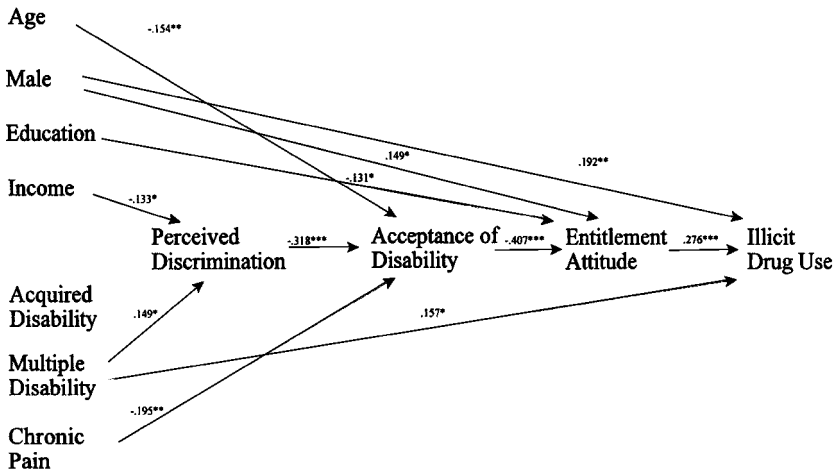 Age
-.154**
Male
Education
.149*
.192**
-.131*
Income
-.133*
Perceived
Discrimination
-.318***
Acceptance of
Disability
-.407***
Entitlement
Attitude
.276***
Illicit
Drug Use
Acquired
Disability
.149*
.157*
Multiple
Disability
-.195**
Chronic
Pain